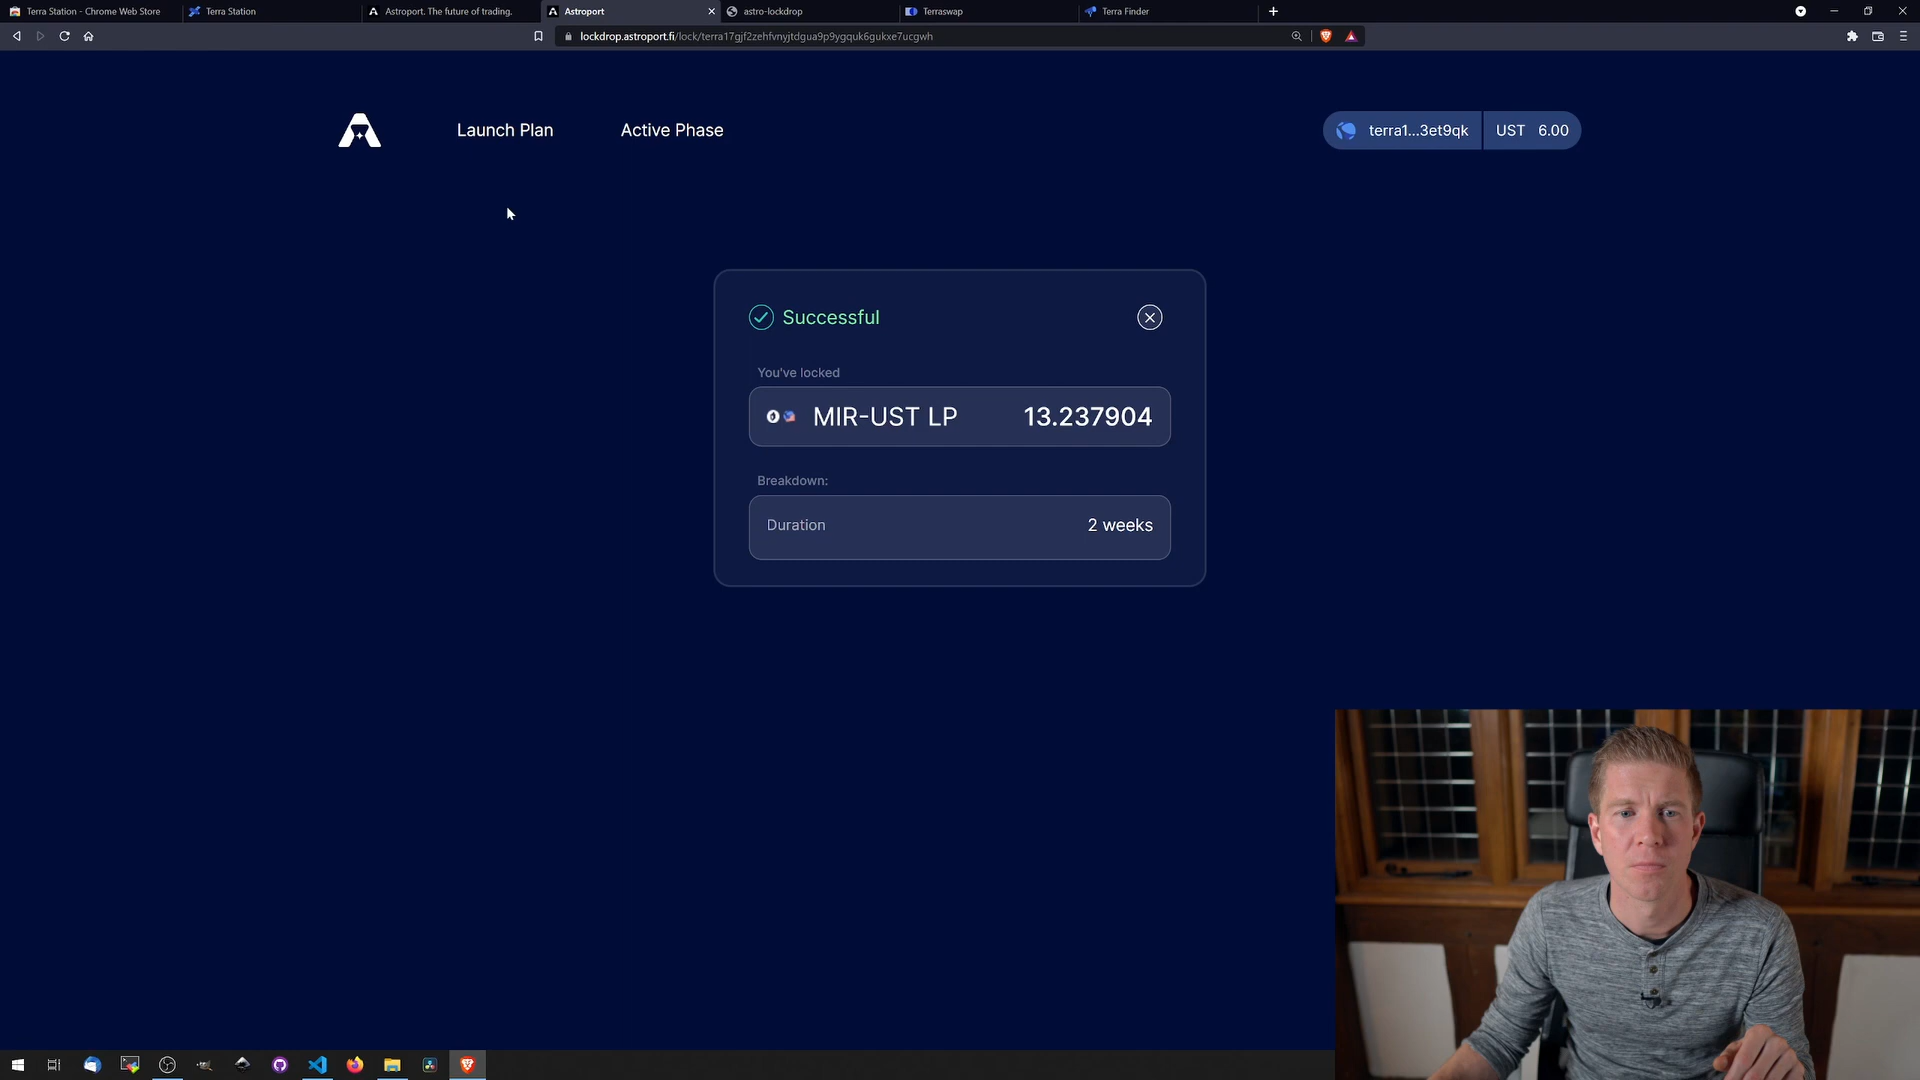 Terra Station - Chrome Web Store
Terra Station
Astroport. The future of trading.
Astroport
astro-lockdrop
Terraswap
Terra Finder
lockdrop.astroport.fi/lock/terra17gjf2zehfvnyjtdgua9p9ygquk6gukxe7ucgwh
Launch Plan
Active Phase
terra1...3et9qk
UST 6.00
Successful
You've locked
MIR-UST LP 13.237904
Breakdown:
Duration 2 weeks